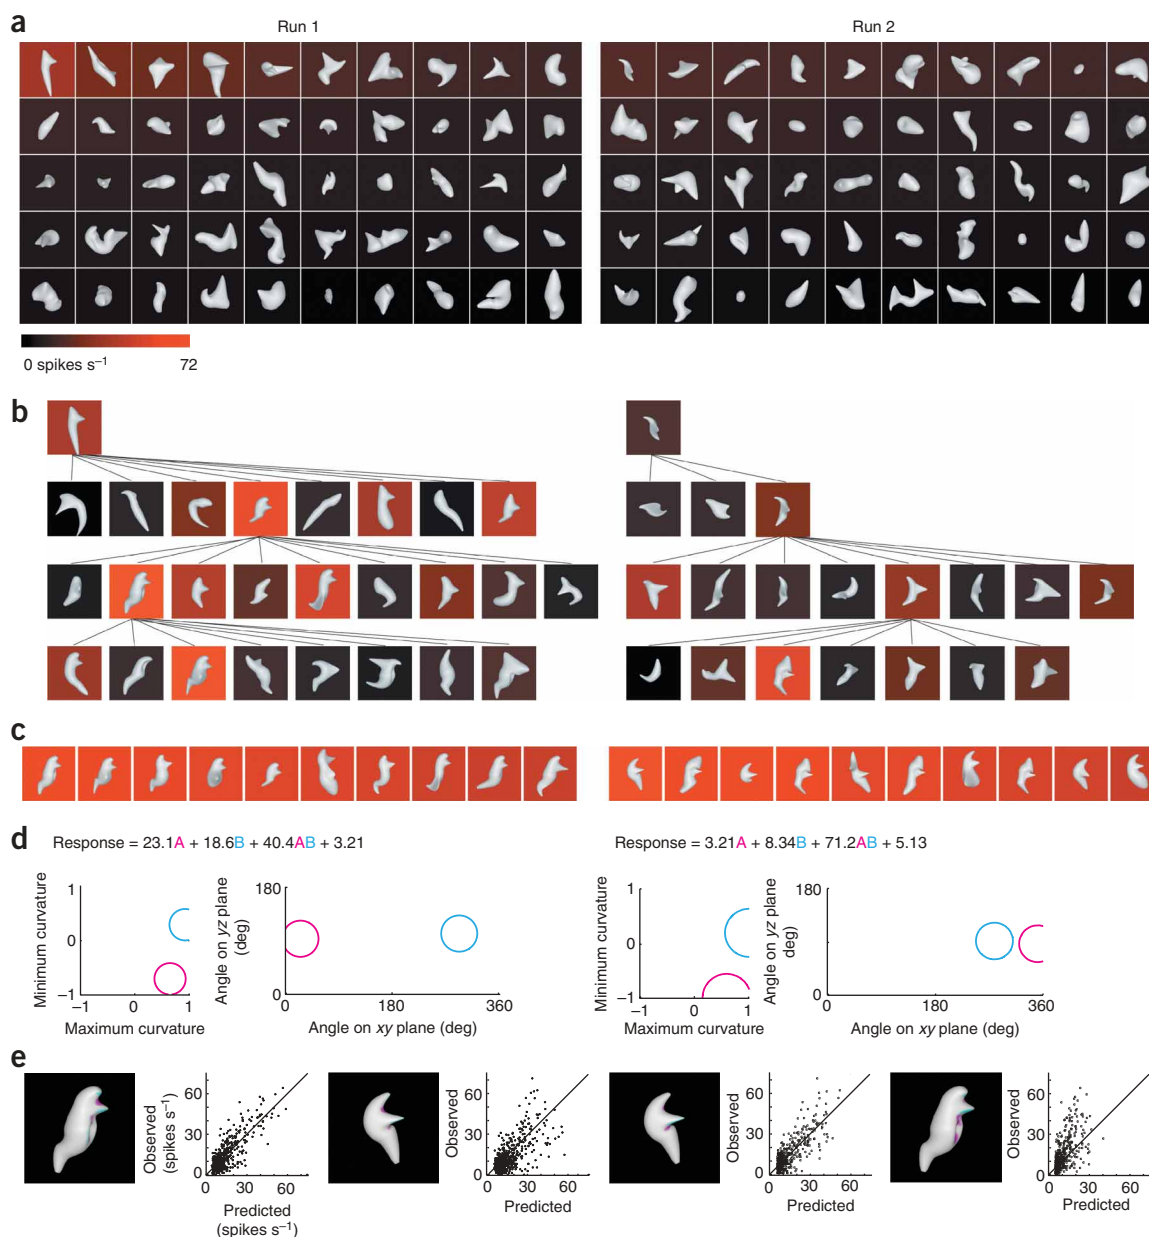 a
Run 1
Run 2
0 spikes s⁻¹
72
b
c
d
Response = 23.1A + 18.6B + 40.4AB + 3.21
Response = 3.21A + 8.34B + 71.2AB + 5.13
Minimum curvature
1
0
−1
−1
0
1
Maximum curvature
Angle on yz plane
(deg)
180
0
0
180
360
Angle on xy plane (deg)
Minimum curvature
1
0
−1
−1
0
1
Maximum curvature
Angle on yz plane
deg)
180
0
0
180
360
Angle on xy plane (deg)
e
Observed
(spikes s⁻¹)
60
30
0
0
30
60
Predicted
(spikes s⁻¹)
Observed
60
30
0
0
30
60
Predicted
Observed
60
30
0
0
30
60
Predicted
Observed
60
30
0
0
30
60
Predicted